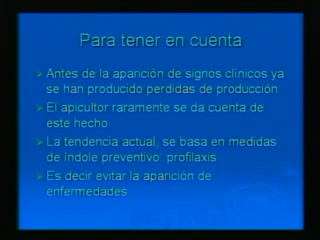 Para tener en cuenta
Antes de la aparición de signos clínicos ya
se han producido perdidas de producción
El apicultor raramente se da cuenta de
este hecho
La tendencia actual, se basa en medidas
de índole preventivo: profilaxis
Es decir evitar la aparición de
enfermedades